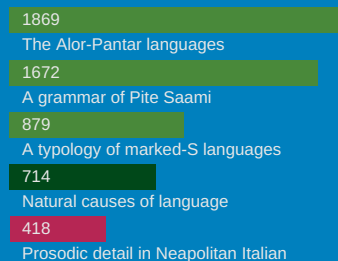 1869
The Alor-Pantar languages
1672
A grammar of Pite Saami
879
A typology of marked-S languages
714
Natural causes of language
418
Prosodic detail in Neapolitan Italian